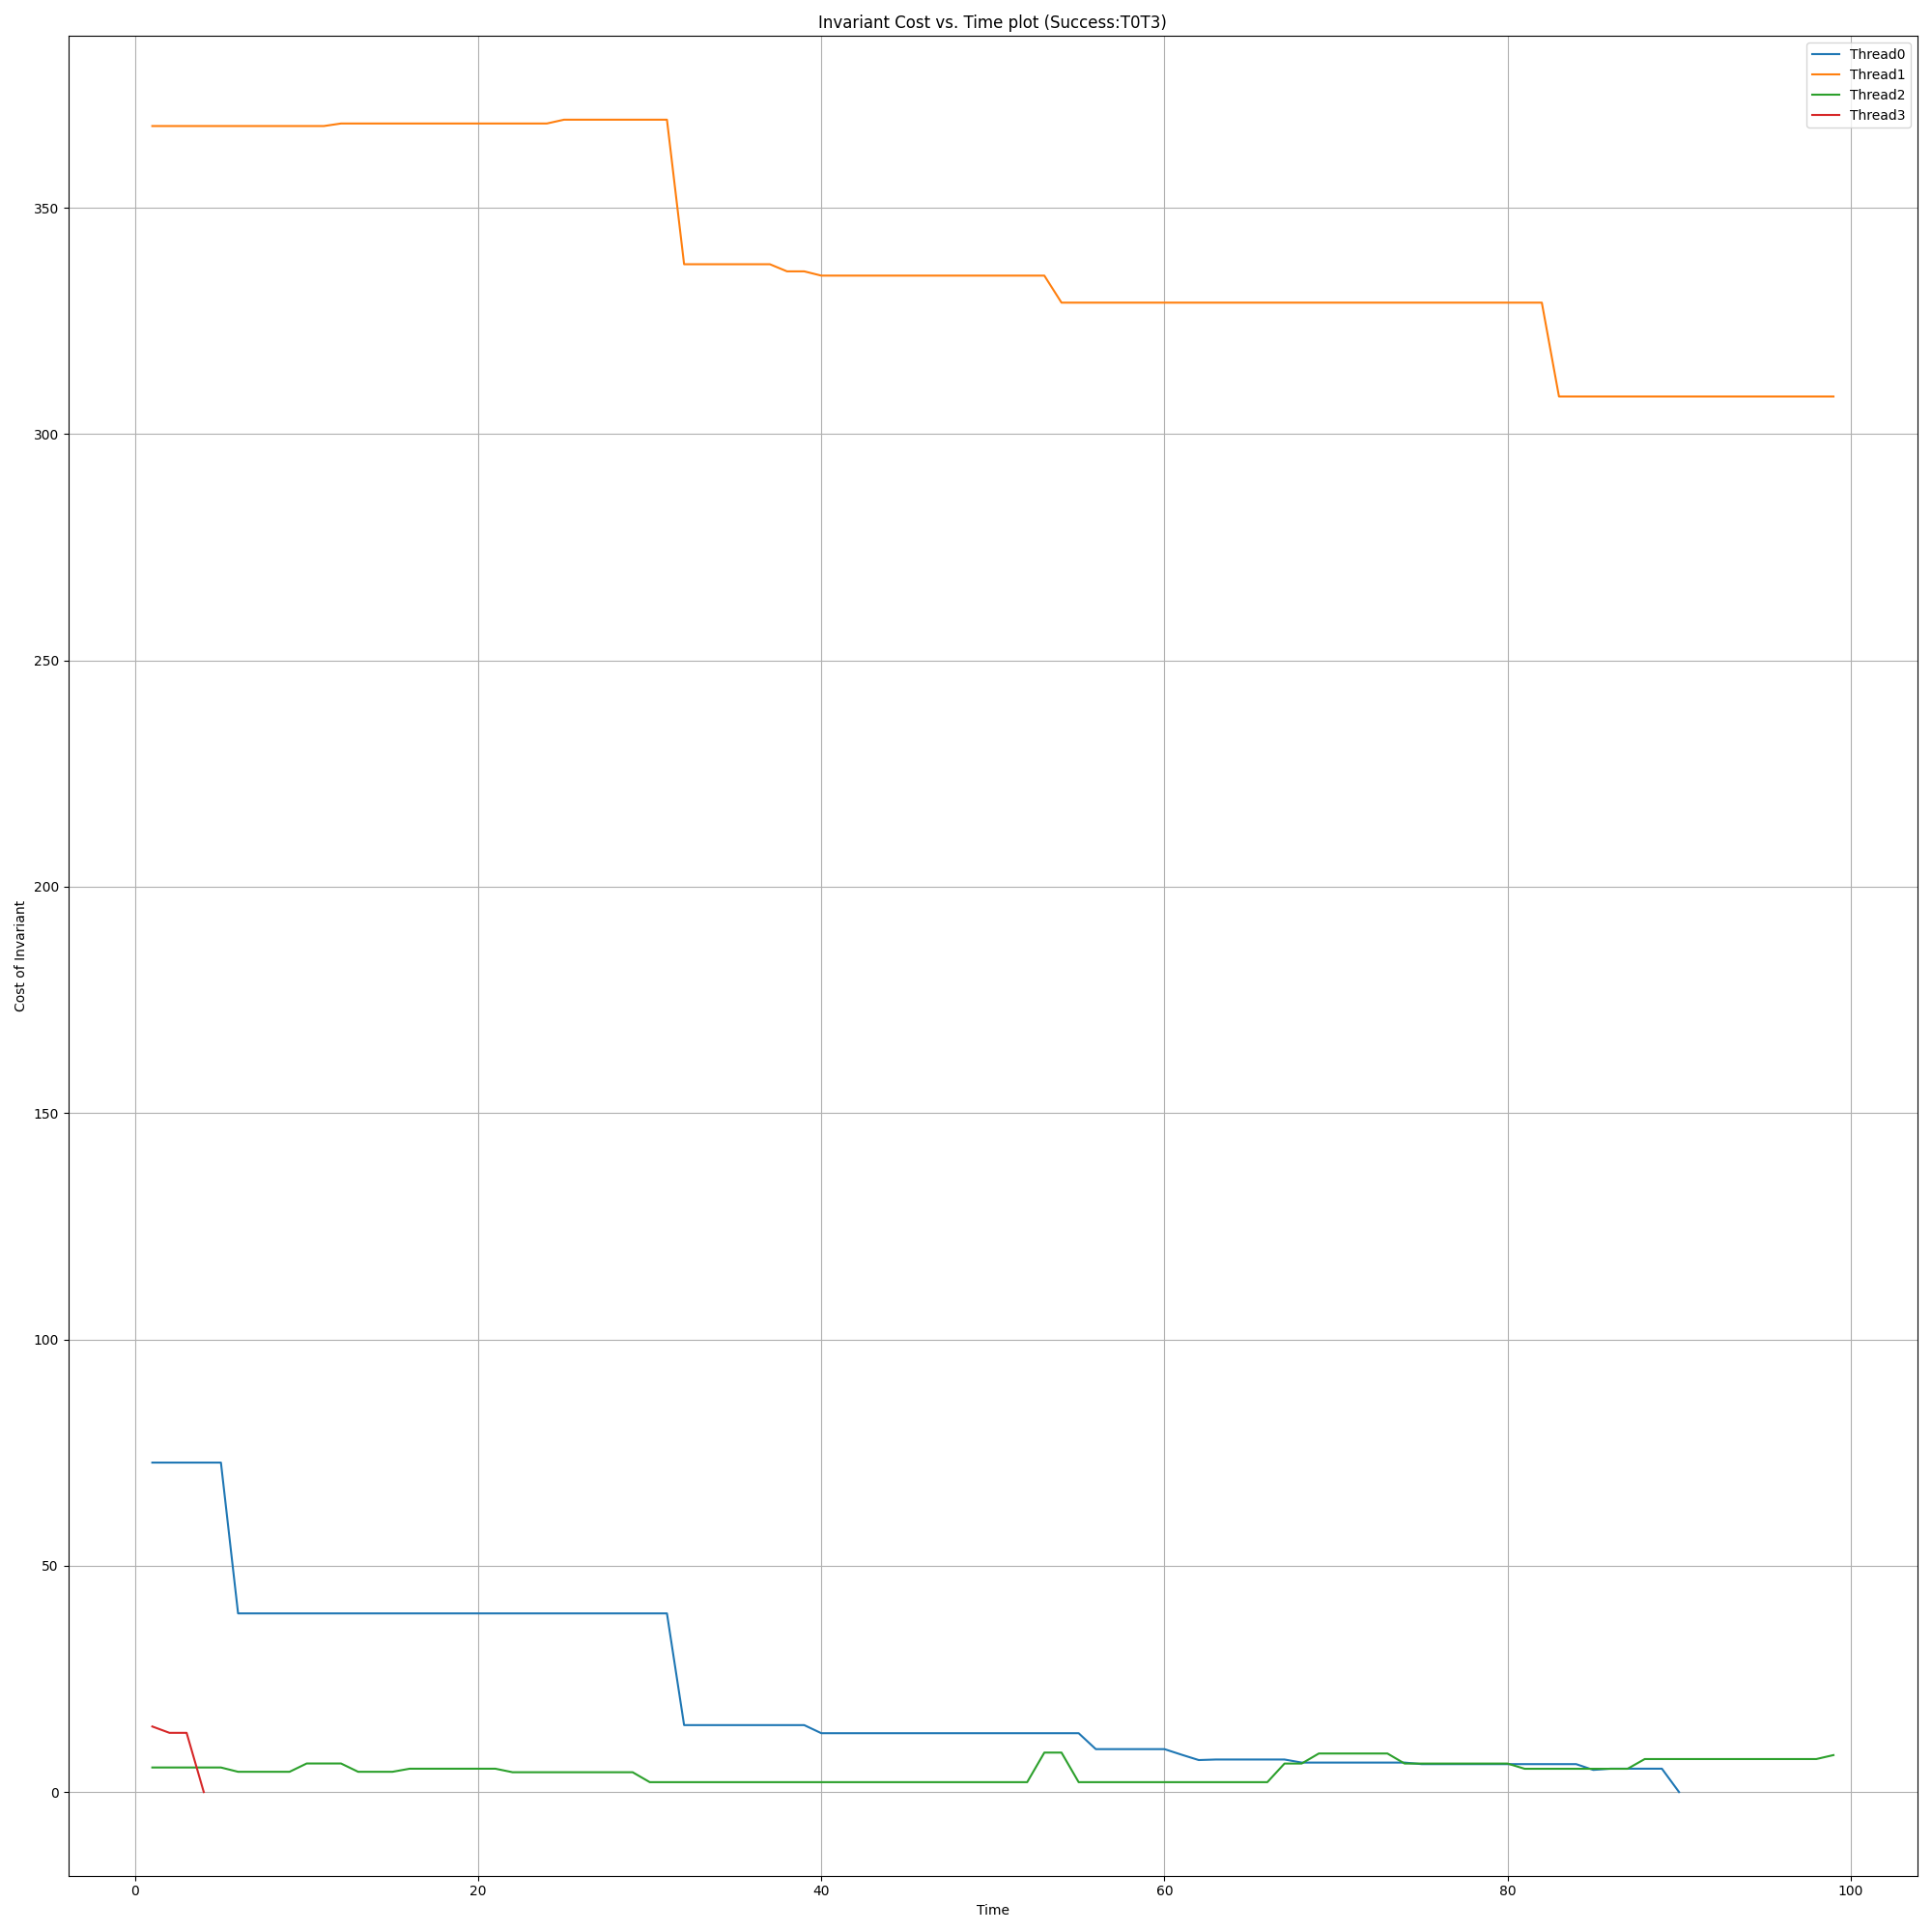 Invariant Cost vs. Time plot (Success:T0T3)
Thread0
Thread1
Thread2
Thread3
350
300
250
200
150
100
50
0
Cost of Invariant
0 20 40 60 80 100
Time